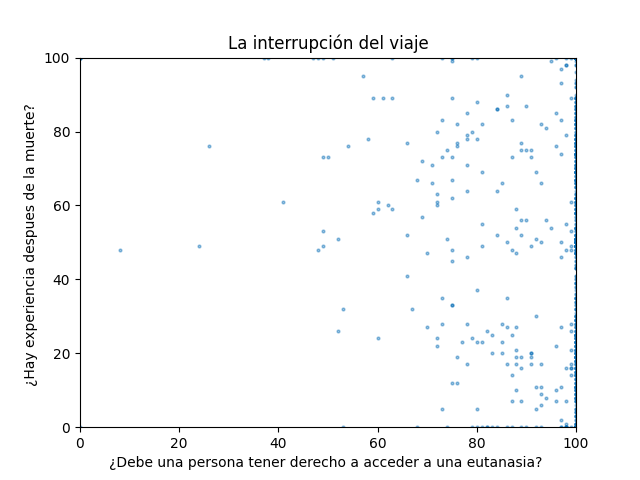 La interrupción del viaje
¿Hay experiencia despues de la muerte?
100
80
60
40
20
0
0 20 40 60 80 100
¿Debe una persona tener derecho a acceder a una eutanasia?